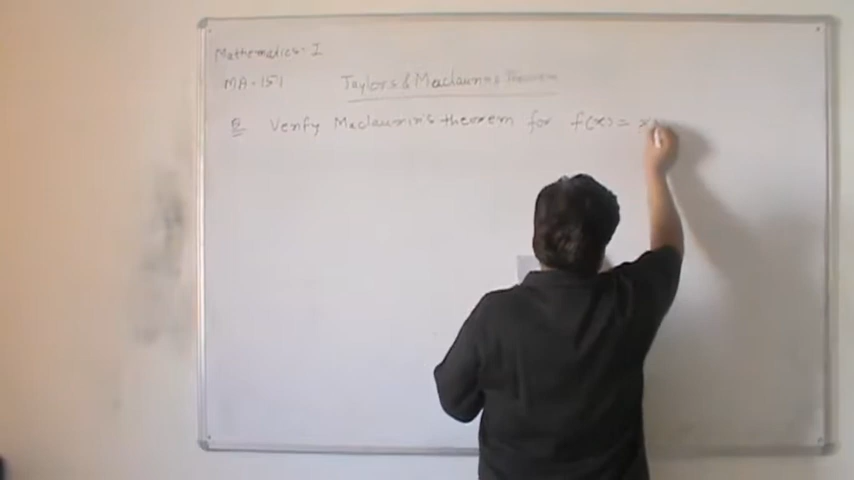 Mathematics-I
MA-151 Taylors & Maclaurins Theorem
Q Verify Maclaurin's theorem for f(x) = x